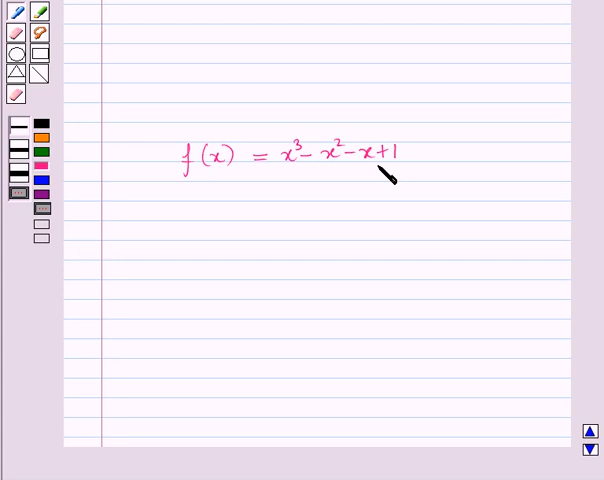 f(x) = x³ - x² - x + 1